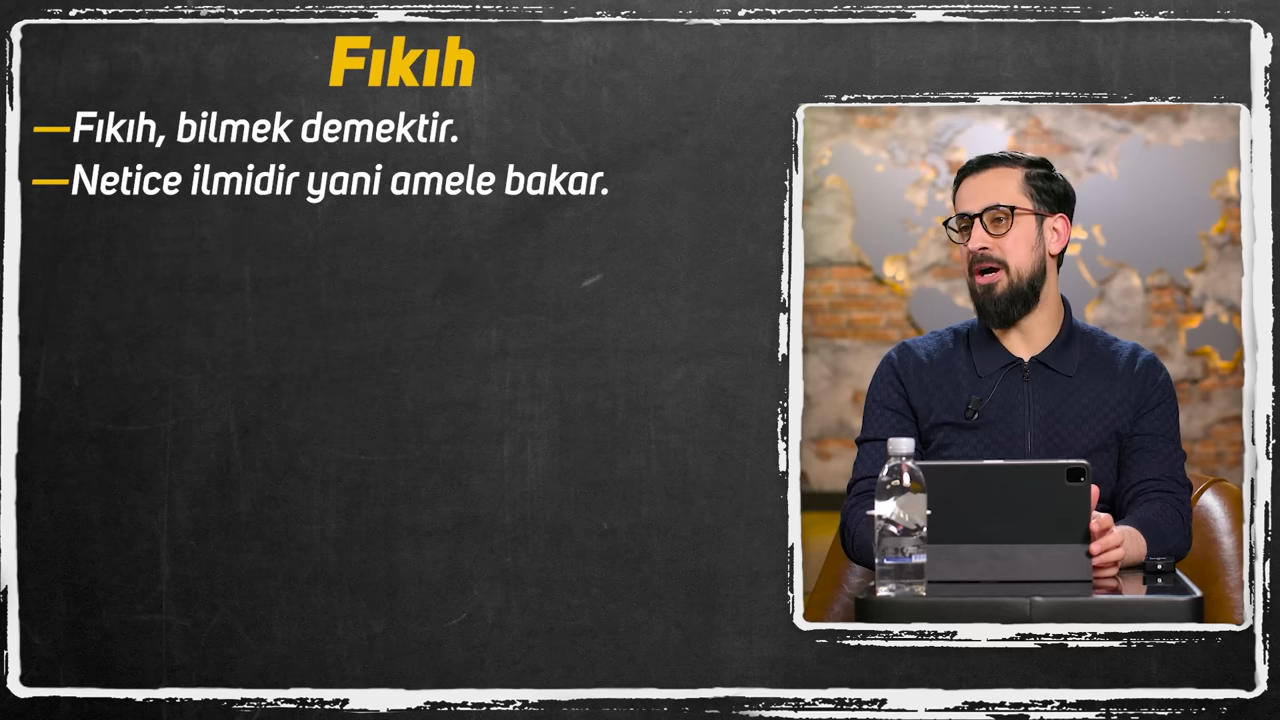 Fıkıh
—Fıkıh, bilmek demektir.
—Netice ilmidir yani amele bakar.